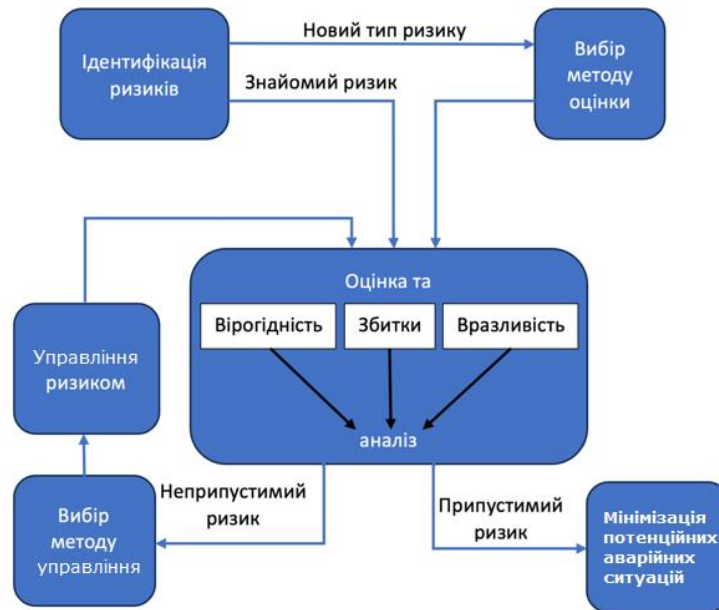 Новий тип ризику
Ідентифікація
ризиків
Вибір
методу
оцінки
Знайомий ризик
Оцінка та
Вірогідність
Збитки
Вразливість
аналіз
Управління
ризиком
Неприпустимий
ризик
Припустимий
ризик
Вибір
методу
управління
Мінімізація
потенційних
аварійних
ситуацій